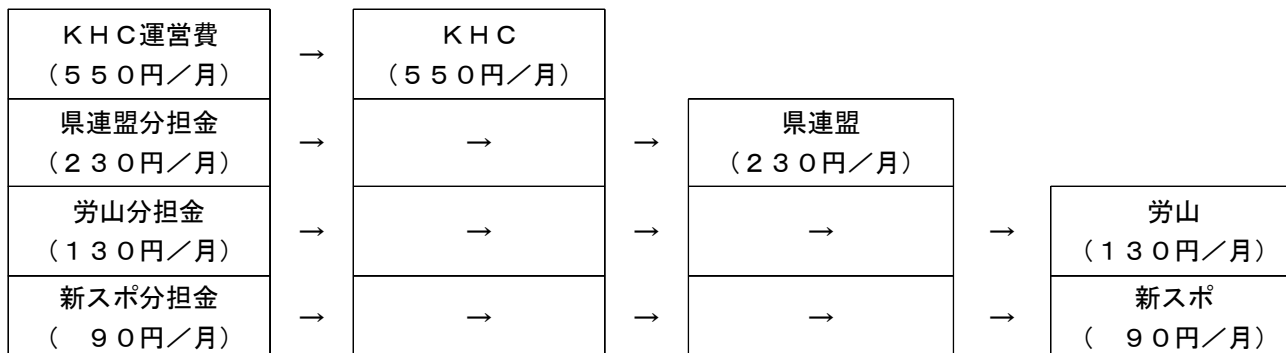 ＫＨＣ運営費 → ＫＨＣ
（５５０円／月） （５５０円／月）
県連盟分担金 → → → 県連盟
（２３０円／月） （２３０円／月）
労山分担金 → → → → → 労山
（１３０円／月） （１３０円／月）
新スポ分担金 → → → → → 新スポ
（　９０円／月） （　９０円／月）